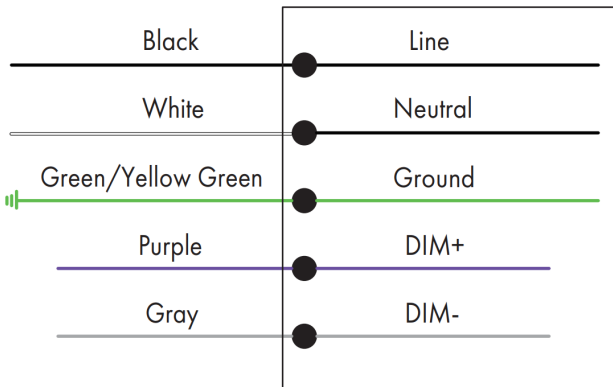 Black Line
White Neutral
Green/Yellow Green Ground
Purple DIM+
Gray DIM-